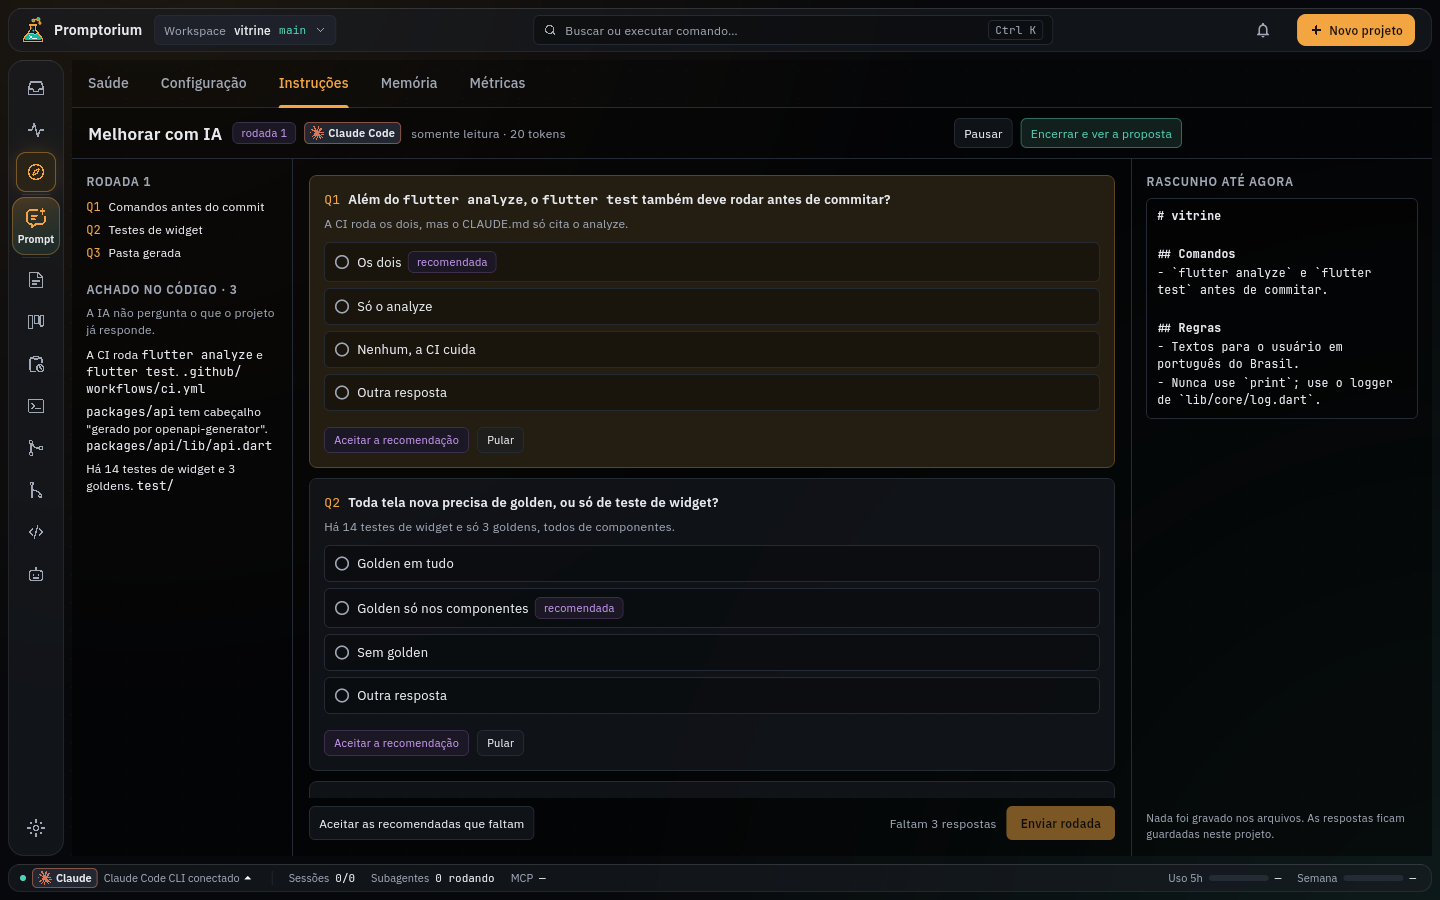 Promptorium
Workspace vitrine main
Buscar ou executar comando...
Ctrl K
Novo projeto
Saúde
Configuração
Instruções
Memória
Métricas
Prompt
Melhorar com IA
rodada 1
Claude Code
somente leitura · 20 tokens
Pausar
Encerrar e ver a proposta
RODADA 1
Q1 Comandos antes do commit
Q2 Testes de widget
Q3 Pasta gerada
ACHADO NO CÓDIGO · 3
A IA não pergunta o que o projeto
já responde.
A CI roda flutter analyze e
flutter test. .github/
workflows/ci.yml
packages/api tem cabeçalho
"gerado por openapi-generator".
packages/api/lib/api.dart
Há 14 testes de widget e 3
goldens. test/
Q1 Além do flutter analyze, o flutter test também deve rodar antes de commitar?
A CI roda os dois, mas o CLAUDE.md só cita o analyze.
Os dois recomendada
Só o analyze
Nenhum, a CI cuida
Outra resposta
Aceitar a recomendação
Pular
Q2 Toda tela nova precisa de golden, ou só de teste de widget?
Há 14 testes de widget e só 3 goldens, todos de componentes.
Golden em tudo
Golden só nos componentes recomendada
Sem golden
Outra resposta
Aceitar a recomendação
Pular
Aceitar as recomendadas que faltam
Faltam 3 respostas
Enviar rodada
RASCUNHO ATÉ AGORA
# vitrine
## Comandos
- `flutter analyze` e `flutter
test` antes de commitar.
## Regras
- Textos para o usuário em
português do Brasil.
- Nunca use `print`; use o logger
de `lib/core/log.dart`.
Nada foi gravado nos arquivos. As respostas ficam
guardadas neste projeto.
Claude
Claude Code CLI conectado
Sessões 0/0
Subagentes 0 rodando
MCP —
Uso 5h —
Semana —